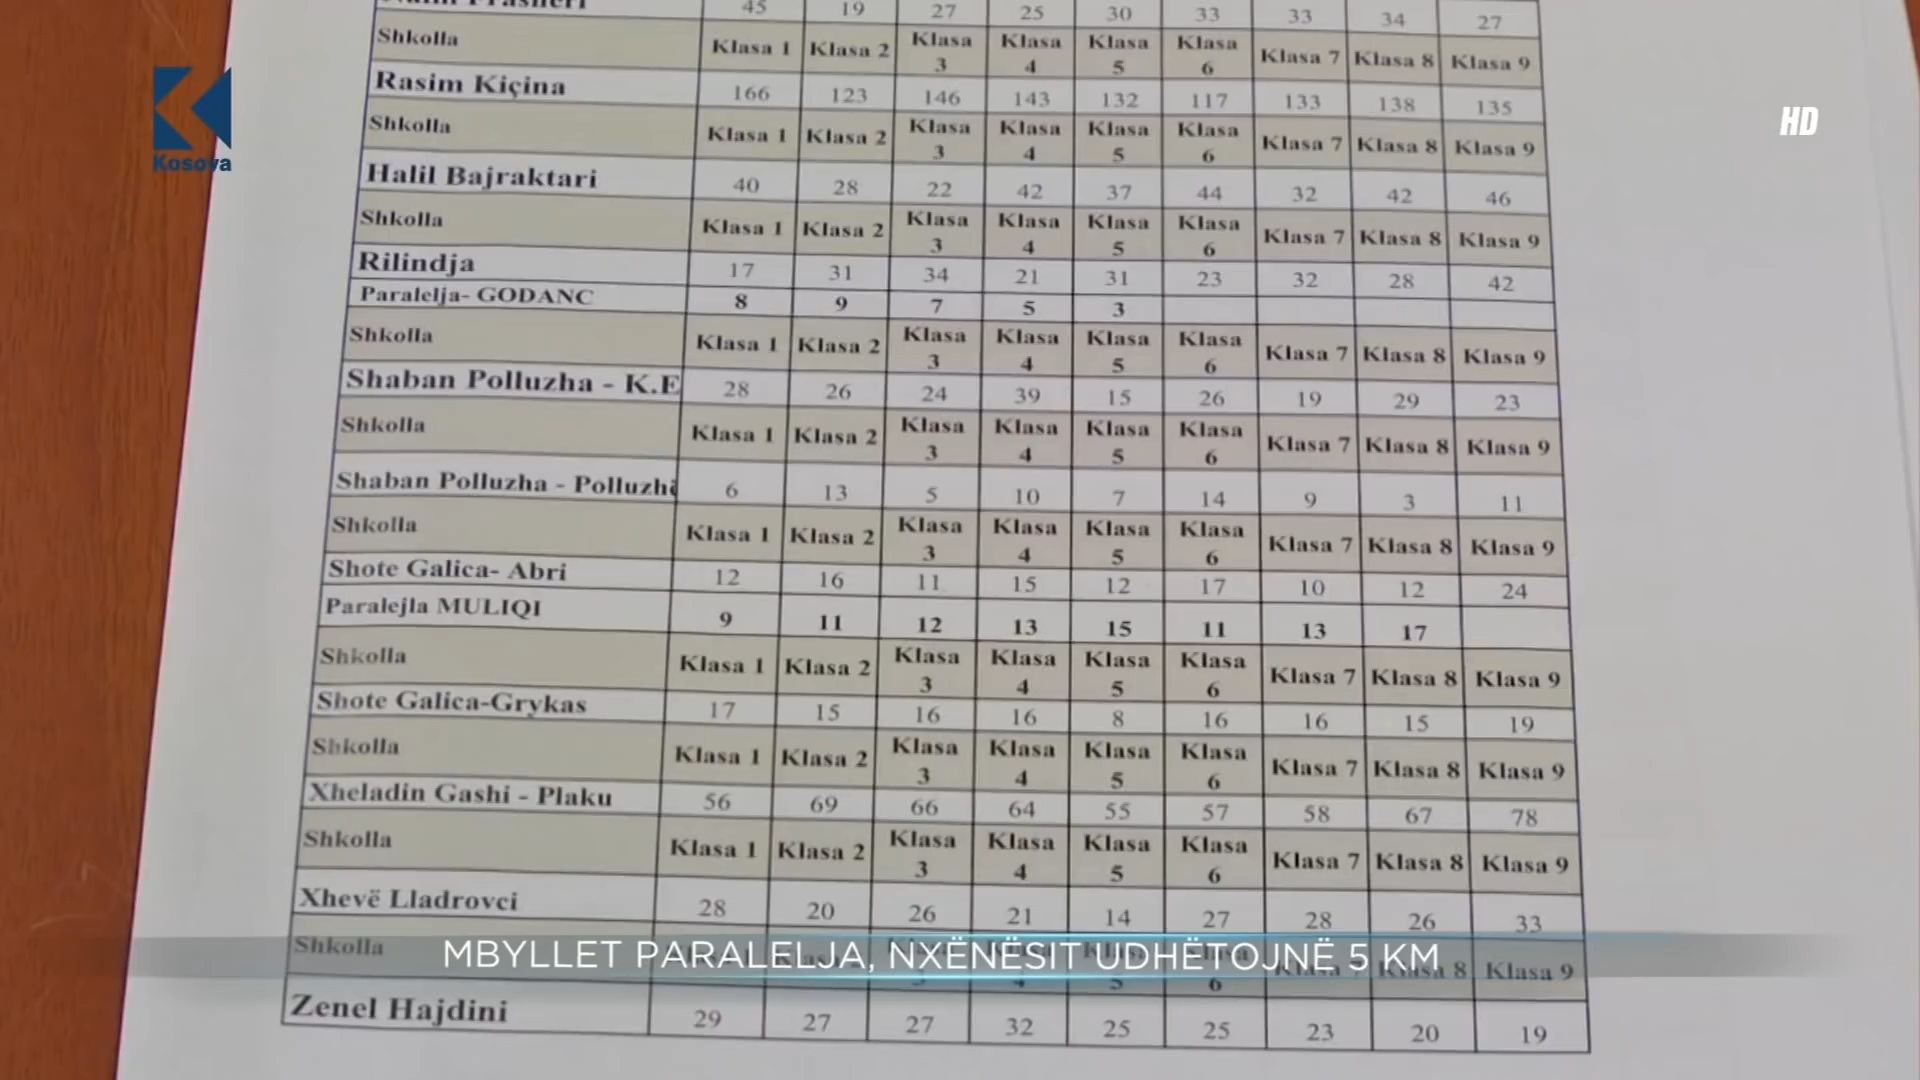 Naim Frashëri 45 19 27 25 30 33 33 34 27
Shkolla Klasa 1 Klasa 2 Klasa 3 Klasa 4 Klasa 5 Klasa 6 Klasa 7 Klasa 8 Klasa 9
Rasim Kiçina 166 123 146 143 132 117 133 138 135
Shkolla Klasa 1 Klasa 2 Klasa 3 Klasa 4 Klasa 5 Klasa 6 Klasa 7 Klasa 8 Klasa 9
Halil Bajraktari 40 28 22 42 37 44 32 42 46
Shkolla Klasa 1 Klasa 2 Klasa 3 Klasa 4 Klasa 5 Klasa 6 Klasa 7 Klasa 8 Klasa 9
Rilindja 17 31 34 21 31 23 32 28 42
Paralelja- GODANC 8 9 7 5 3
Shkolla Klasa 1 Klasa 2 Klasa 3 Klasa 4 Klasa 5 Klasa 6 Klasa 7 Klasa 8 Klasa 9
Shaban Polluzha - K.E 28 26 24 39 15 26 19 29 23
Shkolla Klasa 1 Klasa 2 Klasa 3 Klasa 4 Klasa 5 Klasa 6 Klasa 7 Klasa 8 Klasa 9
Shaban Polluzha - Polluzhë 6 13 5 10 7 14 9 3 11
Shkolla Klasa 1 Klasa 2 Klasa 3 Klasa 4 Klasa 5 Klasa 6 Klasa 7 Klasa 8 Klasa 9
Shote Galica- Abri 12 16 11 15 12 17 10 12 24
Paralejla MULIQI 9 11 12 13 15 11 13 17
Shkolla Klasa 1 Klasa 2 Klasa 3 Klasa 4 Klasa 5 Klasa 6 Klasa 7 Klasa 8 Klasa 9
Shote Galica-Grykas 17 15 16 16 8 16 16 15 19
Shkolla Klasa 1 Klasa 2 Klasa 3 Klasa 4 Klasa 5 Klasa 6 Klasa 7 Klasa 8 Klasa 9
Xheladin Gashi - Plaku 56 69 66 64 55 57 58 67 78
Shkolla Klasa 1 Klasa 2 Klasa 3 Klasa 4 Klasa 5 Klasa 6 Klasa 7 Klasa 8 Klasa 9
Xhevë Lladrovci 28 20 26 21 14 27 28 26 33
Shkolla 8 Klasa 9
Zenel Hajdini 29 27 27 32 25 25 23 20 19
Kosova
HD
MBYLLET PARALELJA, NXËNËSIT UDHËTOJNË 5 KM